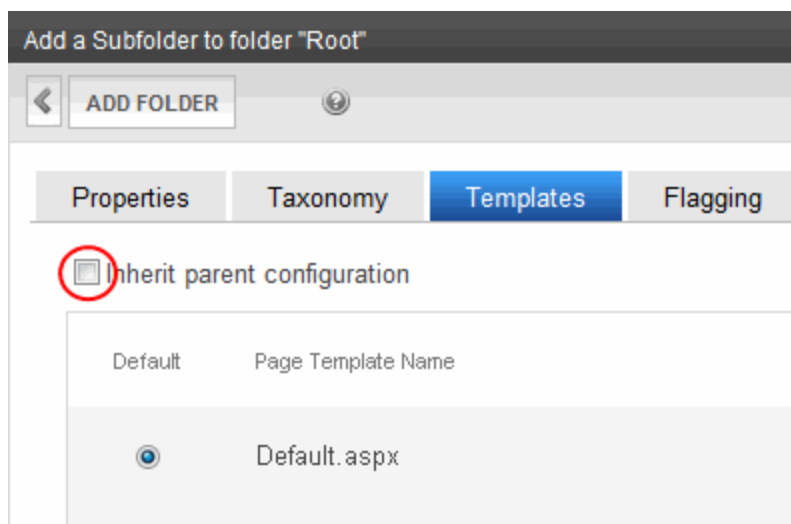 Add a Subfolder to folder "Root"
ADD FOLDER
Properties Taxonomy Templates Flagging
Inherit parent configuration
Default Page Template Name
Default.aspx